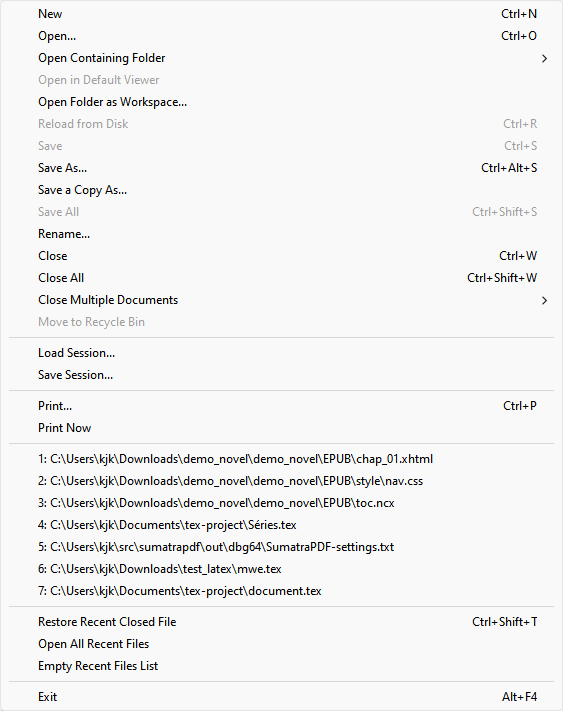 New Ctrl+N
Open... Ctrl+O
Open Containing Folder
Open in Default Viewer
Open Folder as Workspace...
Reload from Disk Ctrl+R
Save Ctrl+S
Save As... Ctrl+Alt+S
Save a Copy As...
Save All Ctrl+Shift+S
Rename...
Close Ctrl+W
Close All Ctrl+Shift+W
Close Multiple Documents
Move to Recycle Bin
Load Session...
Save Session...
Print... Ctrl+P
Print Now
1: C:\Users\kjk\Downloads\demo_novel\demo_novel\EPUB\chap_01.xhtml
2: C:\Users\kjk\Downloads\demo_novel\demo_novel\EPUB\style\nav.css
3: C:\Users\kjk\Downloads\demo_novel\demo_novel\EPUB\toc.ncx
4: C:\Users\kjk\Documents\tex-project\Séries.tex
5: C:\Users\kjk\src\sumatrapdf\out\dbg64\SumatraPDF-settings.txt
6: C:\Users\kjk\Downloads\test_latex\mwe.tex
7: C:\Users\kjk\Documents\tex-project\document.tex
Restore Recent Closed File Ctrl+Shift+T
Open All Recent Files
Empty Recent Files List
Exit Alt+F4